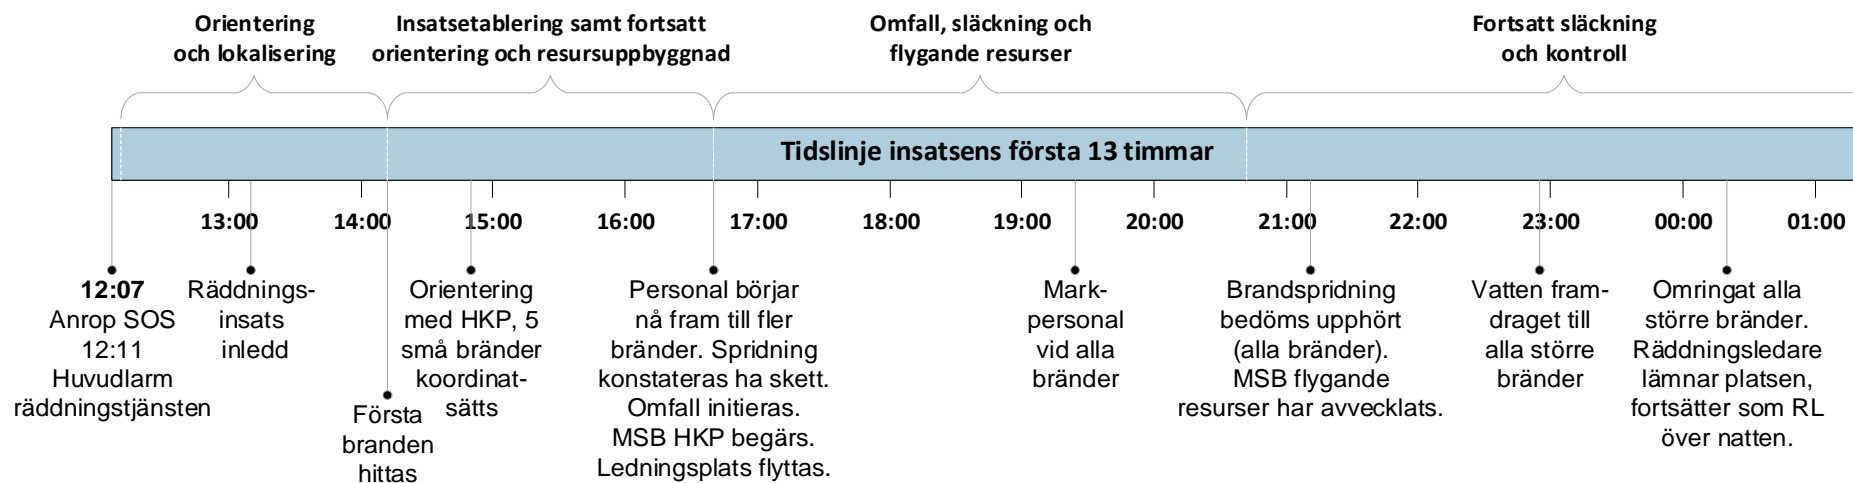 Orientering
och lokalisering
Insatsetablering samt fortsatt
orientering och resursuppbyggnad
Omfall, släckning och
flygande resurser
Fortsatt släckning
och kontroll
Tidslinje insatsens första 13 timmar
13:00
14:00
15:00
16:00
17:00
18:00
19:00
20:00
21:00
22:00
23:00
00:00
01:00
12:07
Anrop SOS
12:11
Huvudlarm
räddningstjänsten
Räddnings-
insats
inledd
Första
branden
hittas
Orientering
med HKP, 5
små bränder
koordinat-
sätts
Personal börjar
nå fram till fler
bränder. Spridning
konstateras ha skett.
Omfall initieras.
MSB HKP begärs.
Ledningsplats flyttas.
Mark-
personal
vid alla
bränder
Brandspridning
bedöms upphört
(alla bränder).
MSB flygande
resurser har avvecklats.
Vatten fram-
draget till
alla större
bränder
Omringat alla
större bränder.
Räddningsledare
lämnar platsen,
fortsätter som RL
över natten.